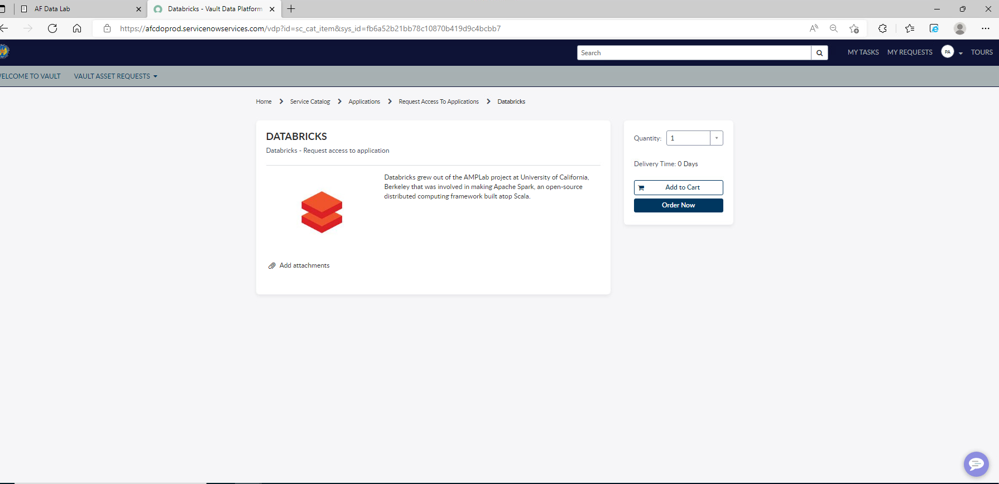 AF Data Lab
Databricks - Vault Data Platform
https://afcdoprod.servicenowservices.com/vdp?id=sc_cat_item&sys_id=fb6a52b21bb78c10870b419d9c4bcbb7
Search
MY TASKS
MY REQUESTS
PA
TOURS
ELCOME TO VAULT
VAULT ASSET REQUESTS
Home > Service Catalog > Applications > Request Access To Applications > Databricks
DATABRICKS
Databricks - Request access to application
Databricks grew out of the AMPLab project at University of California,
Berkeley that was involved in making Apache Spark, an open-source
distributed computing framework built atop Scala.
Add attachments
Quantity: 1
Delivery Time: 0 Days
Add to Cart
Order Now